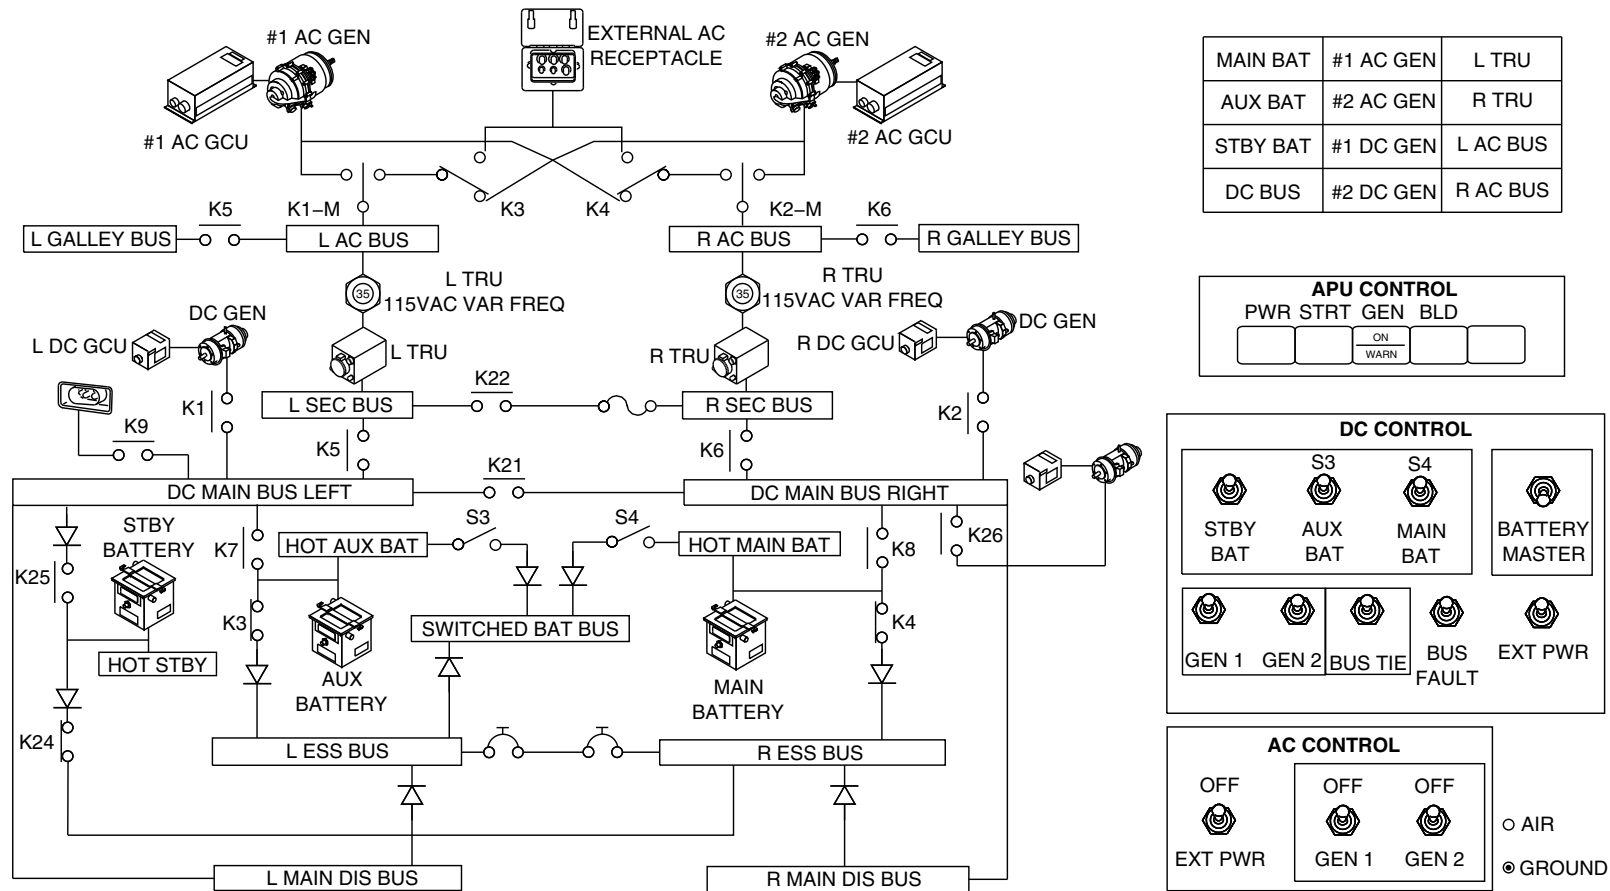 #1 AC GEN
EXTERNAL AC
RECEPTACLE
#2 AC GEN
#1 AC GCU
#2 AC GCU
K3
K4
K5
K1–M
K2–M
K6
L GALLEY BUS
L AC BUS
R AC BUS
R GALLEY BUS
L TRU
115VAC VAR FREQ
35
R TRU
115VAC VAR FREQ
35
DC GEN
L DC GCU
L TRU
R TRU
R DC GCU
DC GEN
K22
K1
L SEC BUS
R SEC BUS
K2
K9
K5
K6
K21
DC MAIN BUS LEFT
DC MAIN BUS RIGHT
STBY
BATTERY
K7
HOT AUX BAT
S3
S4
HOT MAIN BAT
K8
K26
K25
K3
SWITCHED BAT BUS
K4
HOT STBY
AUX
BATTERY
MAIN
BATTERY
K24
L ESS BUS
R ESS BUS
L MAIN DIS BUS
R MAIN DIS BUS
MAIN BAT #1 AC GEN L TRU
AUX BAT #2 AC GEN R TRU
STBY BAT #1 DC GEN L AC BUS
DC BUS #2 DC GEN R AC BUS
APU CONTROL
PWR STRT GEN BLD
ON
WARN
DC CONTROL
S3 S4
STBY
BAT
AUX
BAT
MAIN
BAT
BATTERY
MASTER
GEN 1 GEN 2 BUS TIE
BUS
FAULT
EXT PWR
AC CONTROL
OFF OFF OFF
EXT PWR GEN 1 GEN 2
AIR
GROUND